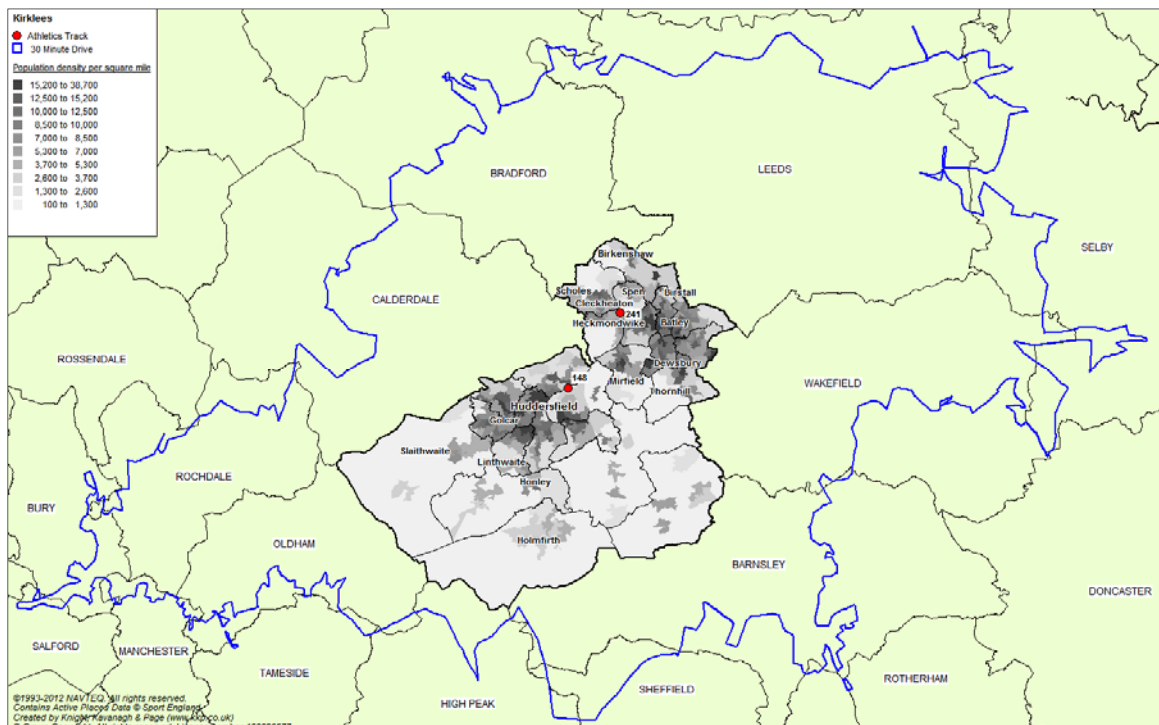 Kirklees
Athletics Track
30 Minute Drive
Population density per square mile
15,200 to 38,700
12,500 to 15,200
10,000 to 12,500
8,500 to 10,000
7,000 to 8,500
5,300 to 7,000
3,700 to 5,300
2,600 to 3,700
1,300 to 2,600
100 to 1,300
BRADFORD
LEEDS
SELBY
Birkenshaw
CALDERDALE
Scholes
Spen
Birstall
Cleckheaton
241
Heckmondwike
Batley
ROSSENDALE
Dewsbury
148
Mirfield
WAKEFIELD
Thornhill
Huddersfield
Golcar
Slaithwaite
Linthwaite
ROCHDALE
Honley
BURY
Holmfirth
OLDHAM
BARNSLEY
DONCASTER
SALFORD
MANCHESTER
TAMESIDE
ROTHERHAM
SHEFFIELD
HIGH PEAK
©1993-2012 NAVTEQ. All rights reserved.
Contains Active Places Data © Sport England
Created by Knight, Kavanagh & Page (www.kkp.co.uk)